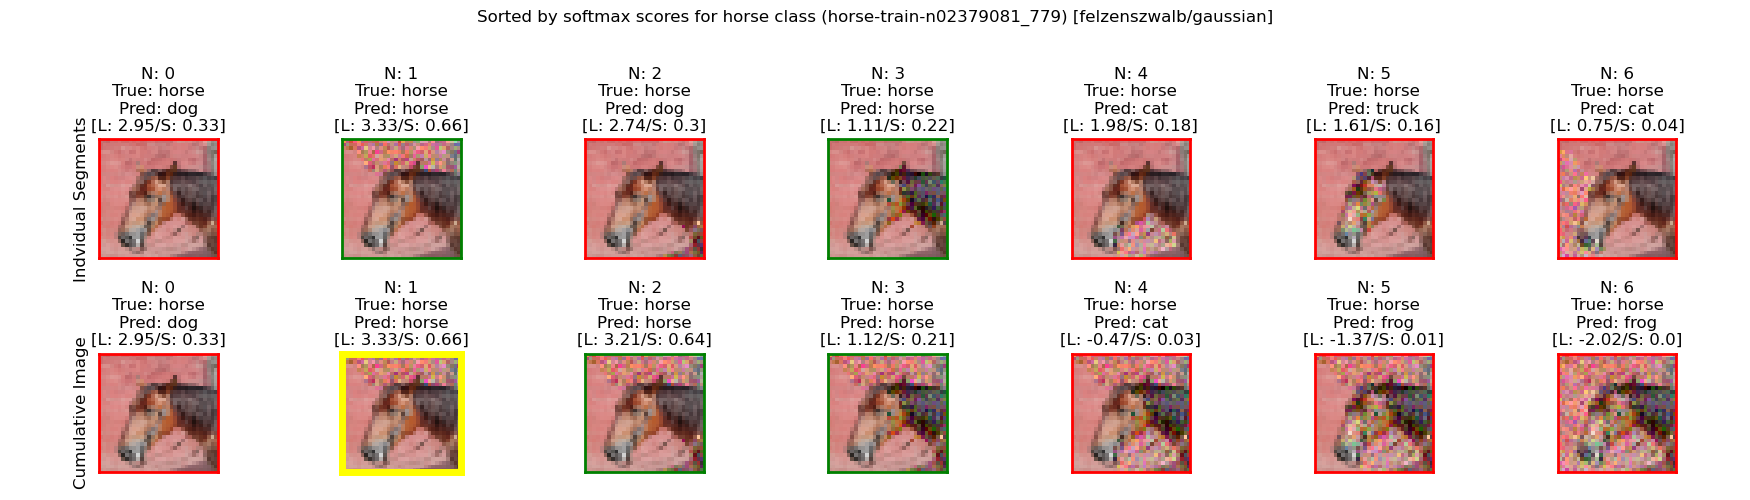 Sorted by softmax scores for horse class (horse-train-n02379081_779) [felzenszwalb/gaussian]
Indvidual Segments
N: 0
True: horse
Pred: dog
[L: 2.95/S: 0.33]
N: 1
True: horse
Pred: horse
[L: 3.33/S: 0.66]
N: 2
True: horse
Pred: dog
[L: 2.74/S: 0.3]
N: 3
True: horse
Pred: horse
[L: 1.11/S: 0.22]
N: 4
True: horse
Pred: cat
[L: 1.98/S: 0.18]
N: 5
True: horse
Pred: truck
[L: 1.61/S: 0.16]
N: 6
True: horse
Pred: cat
[L: 0.75/S: 0.04]
Cumulative Image
N: 0
True: horse
Pred: dog
[L: 2.95/S: 0.33]
N: 1
True: horse
Pred: horse
[L: 3.33/S: 0.66]
N: 2
True: horse
Pred: horse
[L: 3.21/S: 0.64]
N: 3
True: horse
Pred: horse
[L: 1.12/S: 0.21]
N: 4
True: horse
Pred: cat
[L: -0.47/S: 0.03]
N: 5
True: horse
Pred: frog
[L: -1.37/S: 0.01]
N: 6
True: horse
Pred: frog
[L: -2.02/S: 0.0]